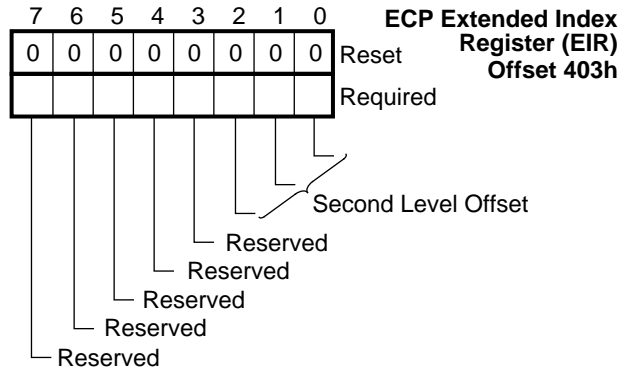 7 6 5 4 3 2 1 0
ECP Extended Index
Register (EIR)
Offset 403h
0 0 0 0 0 0 0 0 Reset
Required
Second Level Offset
Reserved
Reserved
Reserved
Reserved
Reserved